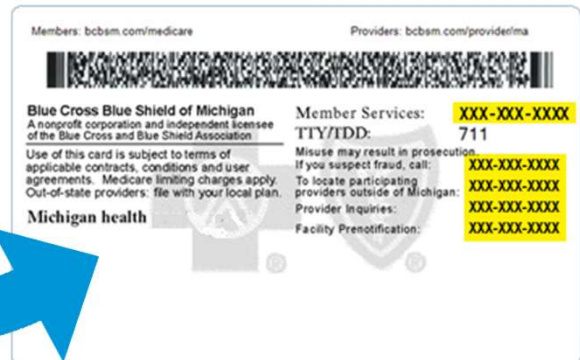 Members: bcbsm.com/medicare
Providers: bcbsm.com/provider/ma
Blue Cross Blue Shield of Michigan
A nonprofit corporation and independent licensee
of the Blue Cross and Blue Shield Association
Use of this card is subject to terms of
applicable contracts, conditions and user
agreements. Medicare limiting charges apply.
Out-of-state providers: file with your local plan.
Michigan health
Member Services: XXX-XXX-XXXX
TTY/TDD: 711
Misuse may result in prosecution.
If you suspect fraud, call: XXX-XXX-XXXX
To locate participating
providers outside of Michigan: XXX-XXX-XXXX
Provider Inquiries: XXX-XXX-XXXX
Facility Prenotification: XXX-XXX-XXXX
® ®